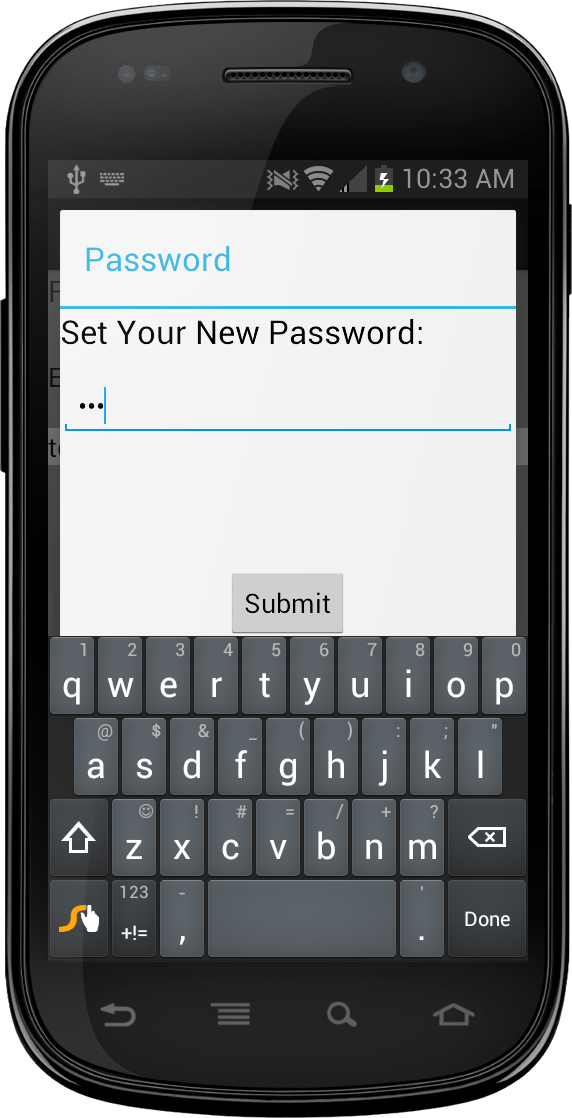 10:33 AM
Password
Set Your New Password:
•••
Submit
1 2 3 4 5 6 7 8 9 0
q w e r t y u i o p
@ $ & _ ( ) : ; "
a s d f g h j k l
! # = / + ?
z x c v b n m
123 - '
+!= , . Done